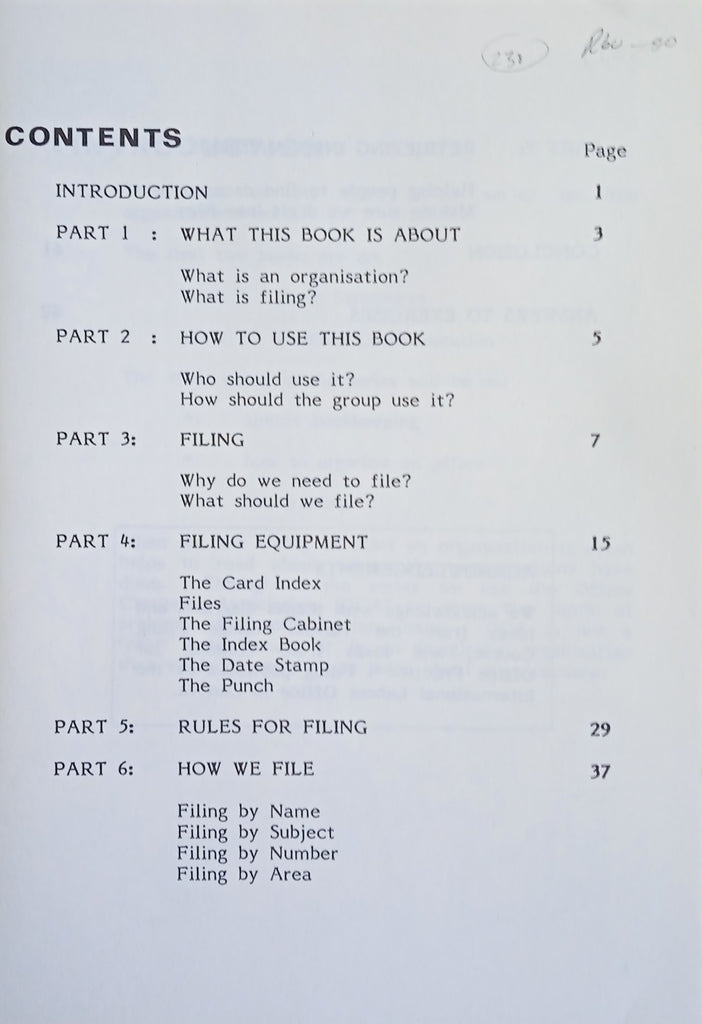 231
CONTENTS
Page
INTRODUCTION 1
PART 1 : WHAT THIS BOOK IS ABOUT 3
What is an organisation?
What is filing?
PART 2 : HOW TO USE THIS BOOK 5
Who should use it?
How should the group use it?
PART 3: FILING 7
Why do we need to file?
What should we file?
PART 4: FILING EQUIPMENT 15
The Card Index
Files
The Filing Cabinet
The Index Book
The Date Stamp
The Punch
PART 5: RULES FOR FILING 29
PART 6: HOW WE FILE 37
Filing by Name
Filing by Subject
Filing by Number
Filing by Area